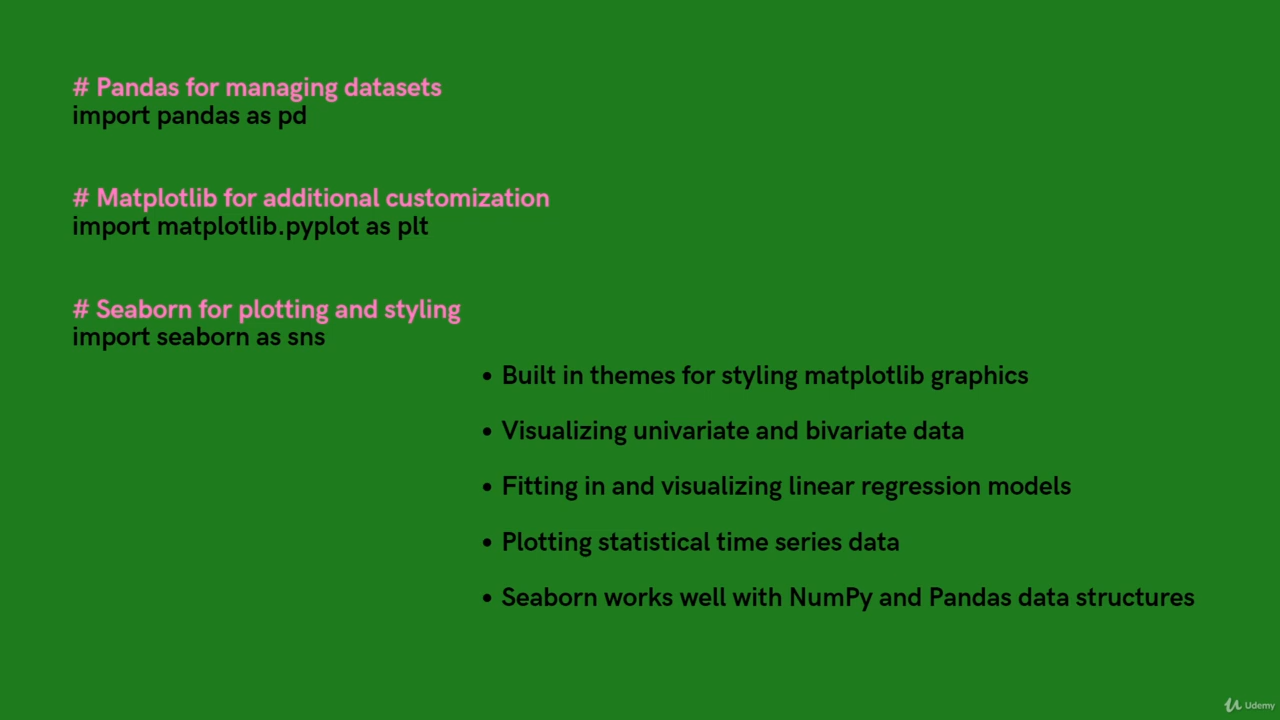 # Pandas for managing datasets
import pandas as pd
# Matplotlib for additional customization
import matplotlib.pyplot as plt
# Seaborn for plotting and styling
import seaborn as sns
• Built in themes for styling matplotlib graphics
• Visualizing univariate and bivariate data
• Fitting in and visualizing linear regression models
• Plotting statistical time series data
• Seaborn works well with NumPy and Pandas data structures
Udemy